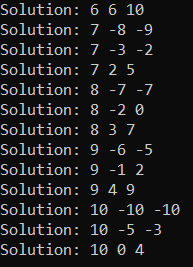 Solution: 6 6 10
Solution: 7 -8 -9
Solution: 7 -3 -2
Solution: 7 2 5
Solution: 8 -7 -7
Solution: 8 -2 0
Solution: 8 3 7
Solution: 9 -6 -5
Solution: 9 -1 2
Solution: 9 4 9
Solution: 10 -10 -10
Solution: 10 -5 -3
Solution: 10 0 4